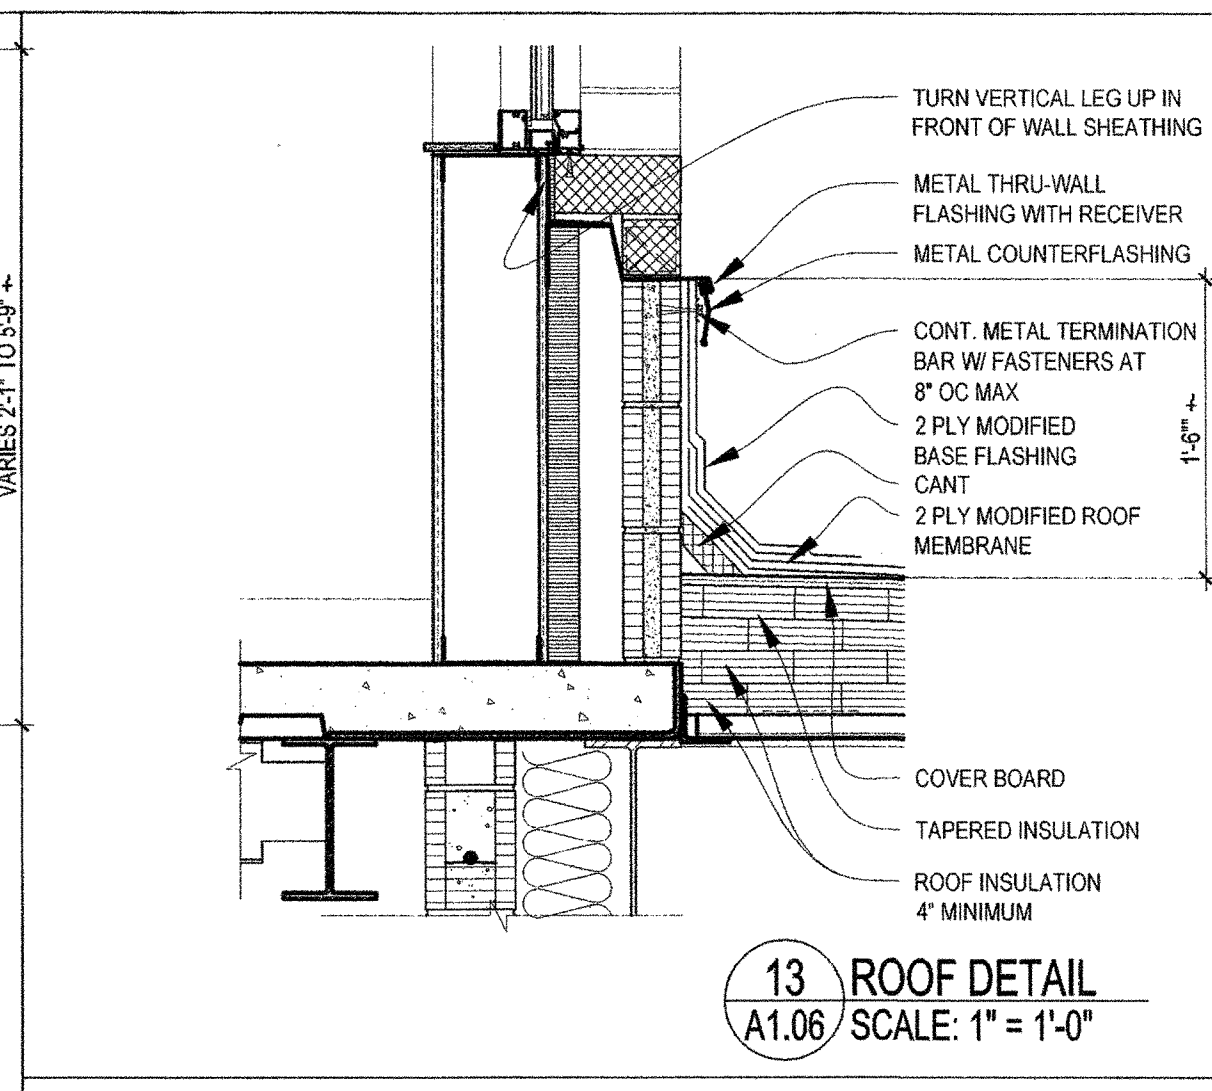 TURN VERTICAL LEG UP IN
FRONT OF WALL SHEATHING
METAL THRU-WALL
FLASHING WITH RECEIVER
METAL COUNTERFLASHING
CONT. METAL TERMINATION
BAR W/ FASTENERS AT
8" OC MAX
2 PLY MODIFIED
BASE FLASHING
CANT
2 PLY MODIFIED ROOF
MEMBRANE
COVER BOARD
TAPERED INSULATION
ROOF INSULATION
4" MINIMUM
VARIES 2'-1" TO 5'-9" +-
1'-6"" +-
13 ROOF DETAIL
A1.06 SCALE: 1" = 1'-0"